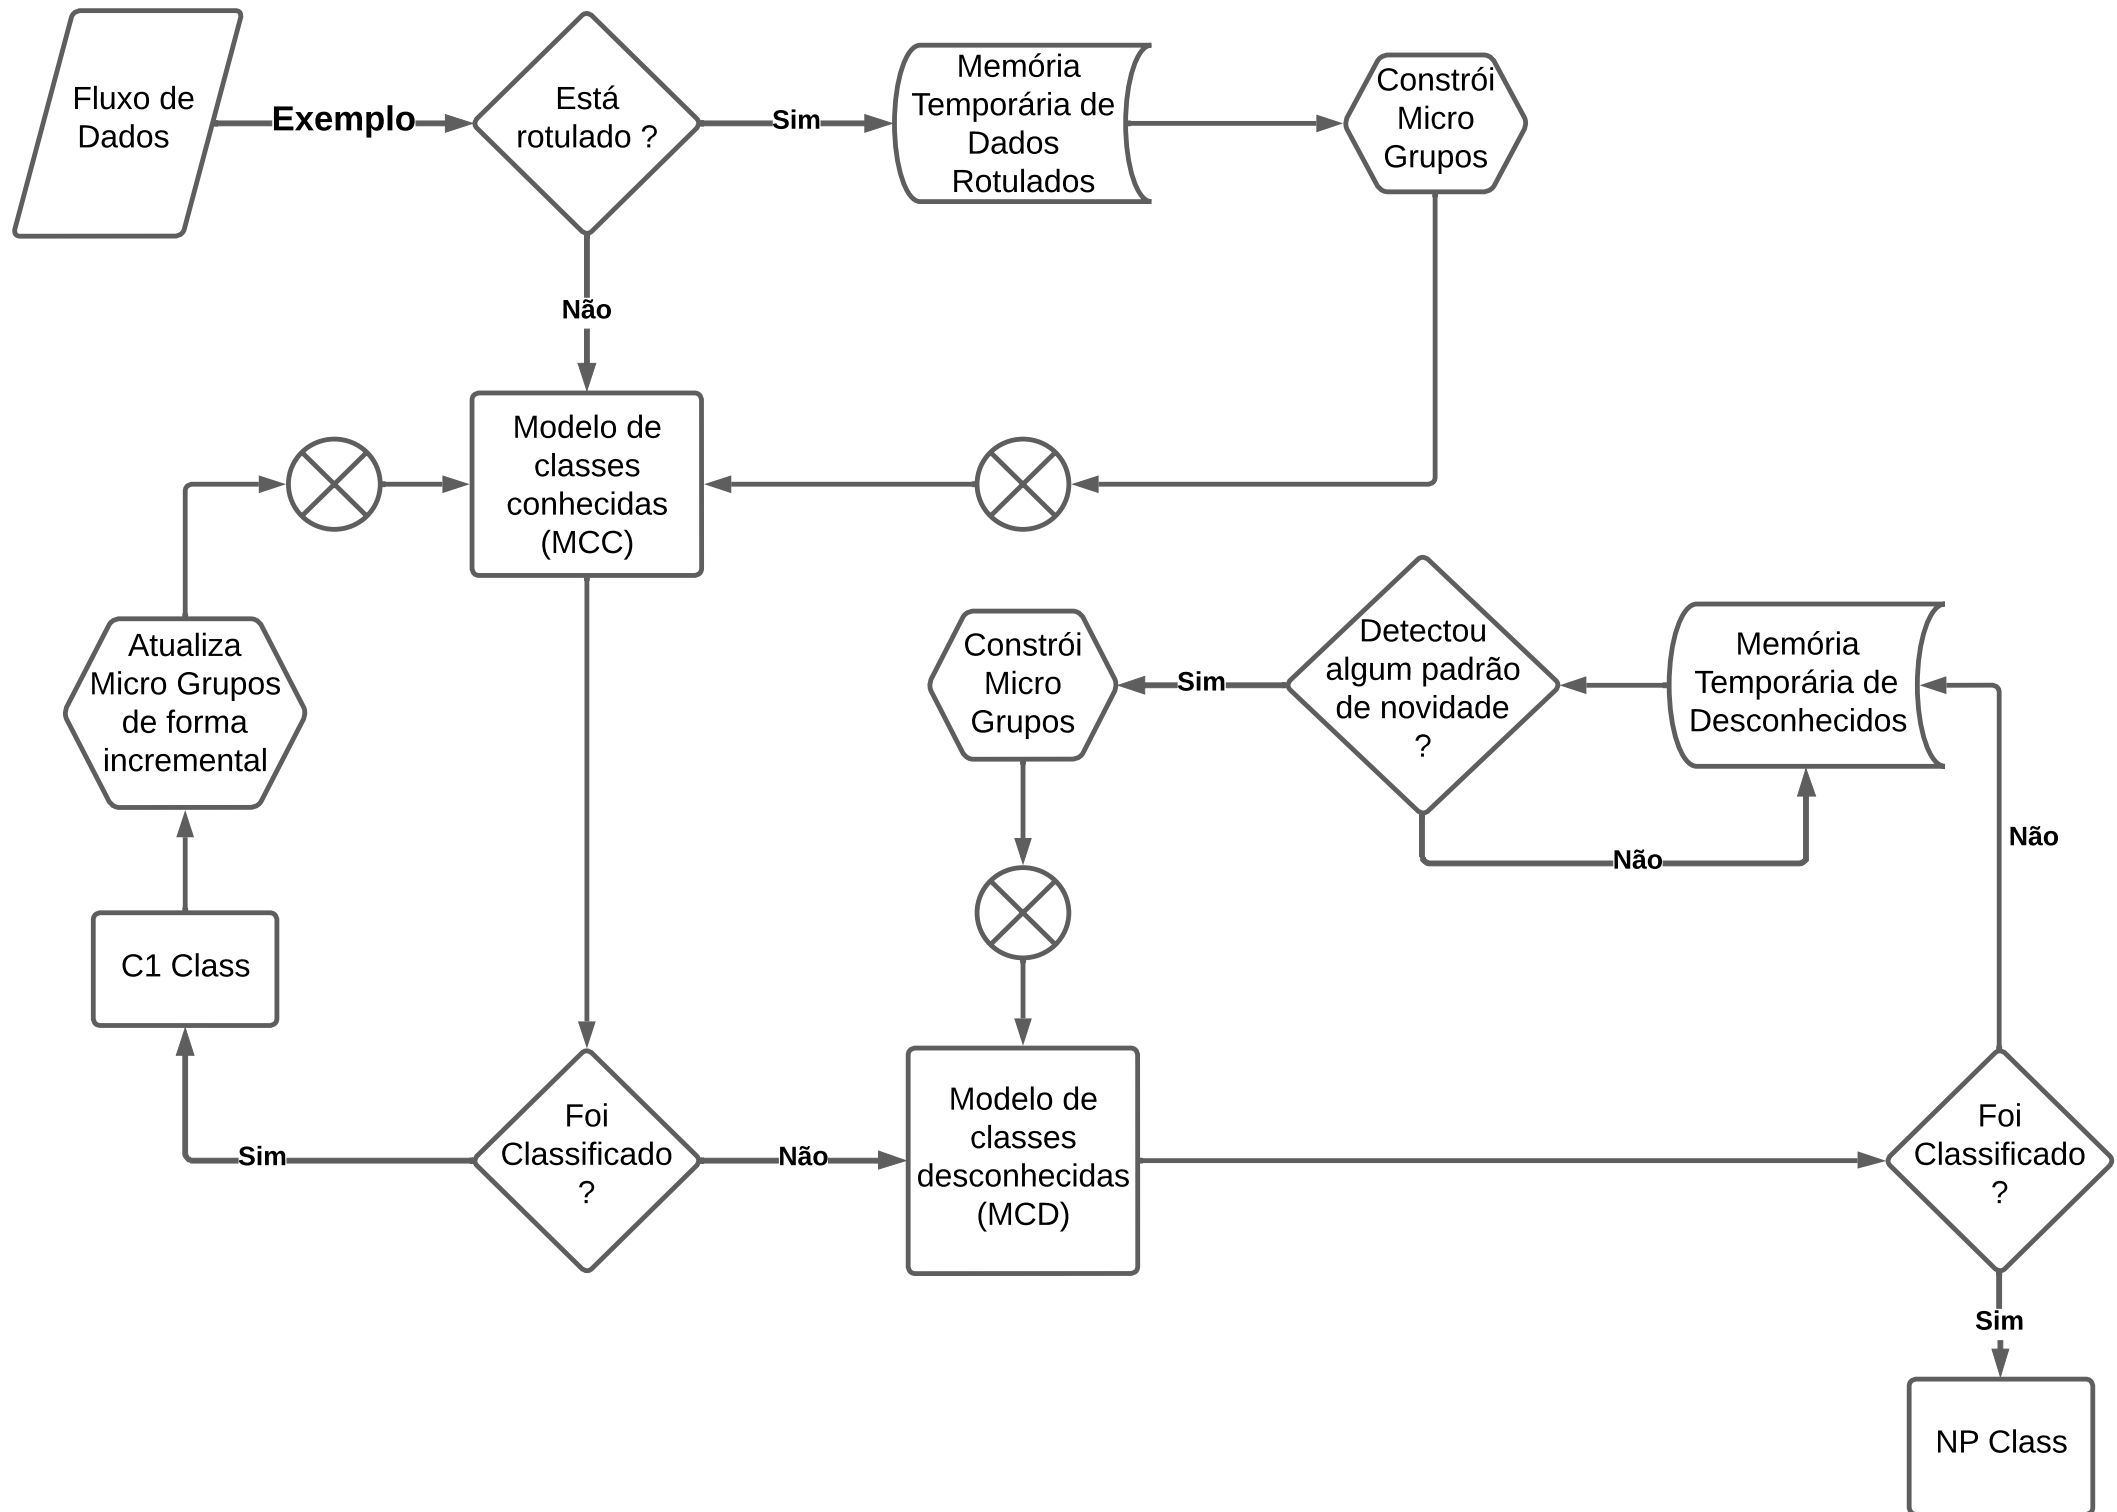 Fluxo de
Dados
Exemplo
Está
rotulado ?
Sim
Memória
Temporária de
Dados
Rotulados
Constrói
Micro
Grupos
Não
Modelo de
classes
conhecidas
(MCC)
Atualiza
Micro Grupos
de forma
incremental
Constrói
Micro
Grupos
Sim
Detectou
algum padrão
de novidade
?
Memória
Temporária de
Desconhecidos
Não
Não
C1 Class
Sim
Foi
Classificado
?
Não
Modelo de
classes
desconhecidas
(MCD)
Foi
Classificado
?
Sim
NP Class